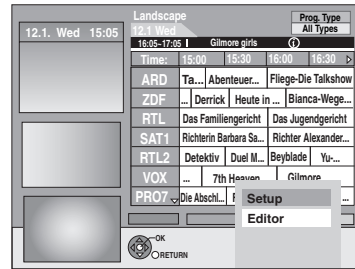 Landscape
Prog. Type
All Types
12.1. Wed 15:05
12.1 Wed
16:05~17:05 Gilmore girls
Time: 15:00 15:30 16:00 16:30
ARD Ta... Abenteuer... Fliege-Die Talkshow
ZDF ... Derrick Heute in ... Bianca-Wege...
RTL Das Familiengericht Das Jugendgericht
SAT1 Richterin Barbara Sa... Richter Alexander...
RTL2 Detektiv Duel M... Beyblade Yu-...
VOX ... 7th Heaven Gilmore
PRO7 Die Abschl...
Setup
Editor
OK
RETURN